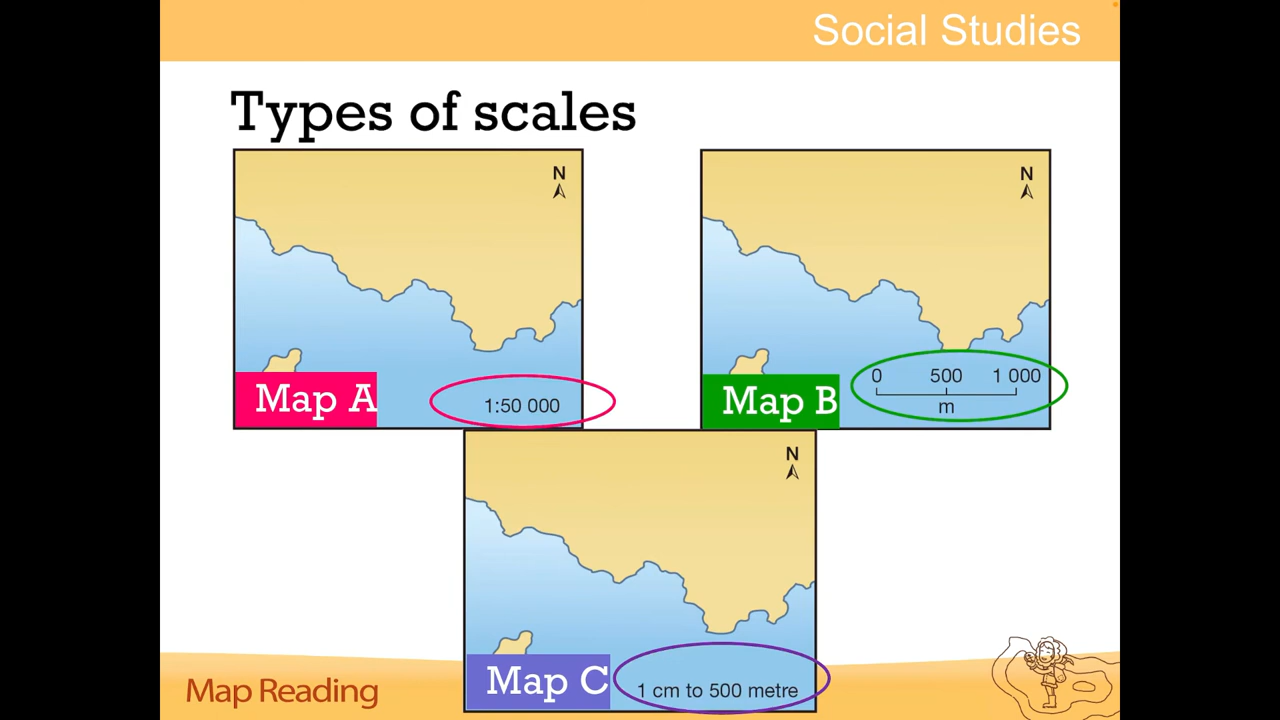 Social Studies
Types of scales
N
N
Map A
1:50 000
Map B
0 500 1 000
m
N
Map C
1 cm to 500 metre
Map Reading